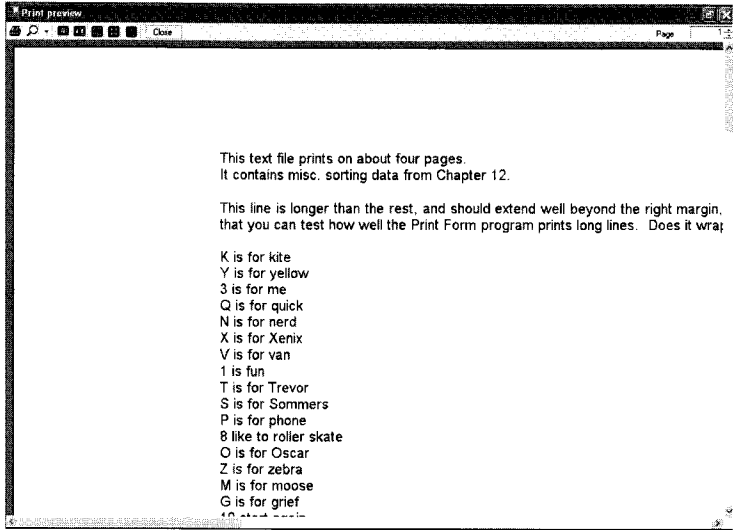 Print preview
Close
Page 1
This text file prints on about four pages.
It contains misc. sorting data from Chapter 12.
This line is longer than the rest, and should extend well beyond the right margin,
that you can test how well the Print Form program prints long lines. Does it wrap
K is for kite
Y is for yellow
3 is for me
Q is for quick
N is for nerd
X is for Xenix
V is for van
1 is fun
T is for Trevor
S is for Sommers
P is for phone
8 like to roller skate
O is for Oscar
Z is for zebra
M is for moose
G is for grief